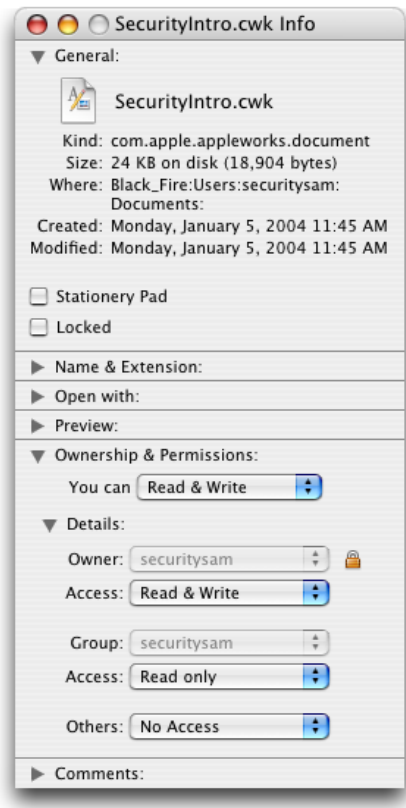 SecurityIntro.cwk Info
General:
SecurityIntro.cwk
Kind: com.apple.appleworks.document
Size: 24 KB on disk (18,904 bytes)
Where: Black_Fire:Users:securitysam:
Documents:
Created: Monday, January 5, 2004 11:45 AM
Modified: Monday, January 5, 2004 11:45 AM
Stationery Pad
Locked
Name & Extension:
Open with:
Preview:
Ownership & Permissions:
You can Read & Write
Details:
Owner: securitysam
Access: Read & Write
Group: securitysam
Access: Read only
Others: No Access
Comments: